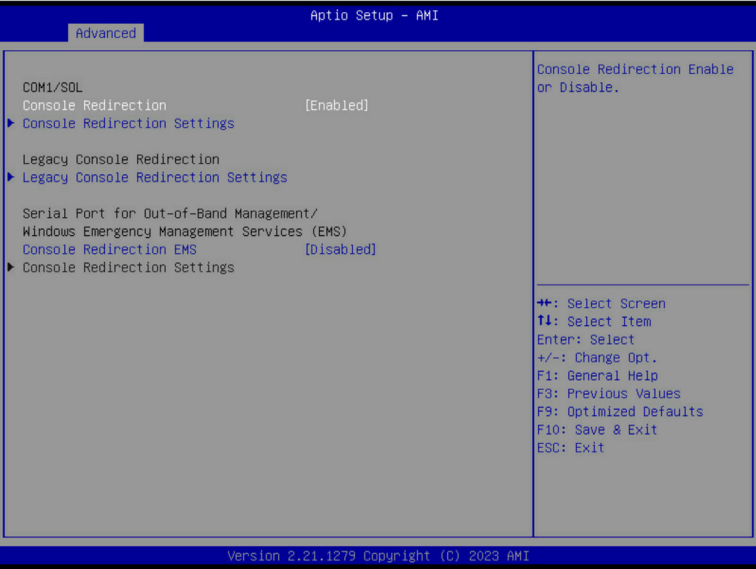 Aptio Setup – AMI
Advanced
COM1/SOL
Console Redirection [Enabled]
Console Redirection Settings
Legacy Console Redirection
Legacy Console Redirection Settings
Serial Port for Out-of-Band Management/
Windows Emergency Management Services (EMS)
Console Redirection EMS [Disabled]
Console Redirection Settings
Console Redirection Enable
or Disable.
→←: Select Screen
↑↓: Select Item
Enter: Select
+/-: Change Opt.
F1: General Help
F3: Previous Values
F9: Optimized Defaults
F10: Save & Exit
ESC: Exit
Version 2.21.1279 Copyright (C) 2023 AMI